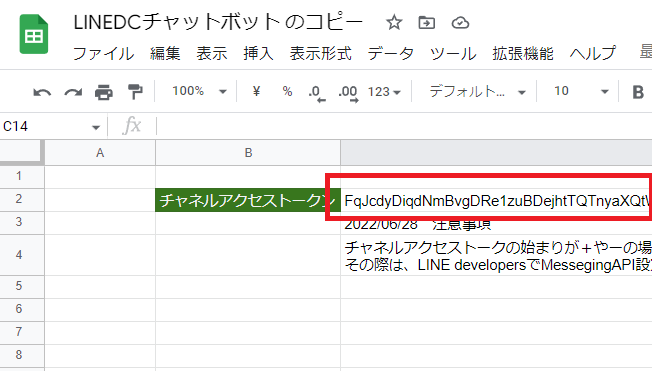 LINEDCチャットボット のコピー
ファイル 編集 表示 挿入 表示形式 データ ツール 拡張機能 ヘルプ 最
100% ¥ % .0 .00 123 デフォルト... 10 B
C14 fx
A B
1
2 チャネルアクセストークン FqJcdyDiqdNmBvgDRe1zuBDejhtTQTnyaXQtW
3 2022/06/28 注意事項
4 チャネルアクセストークの始まりが+やーの場
その際は、LINE developersでMessegingAPI設
5
6
7
8